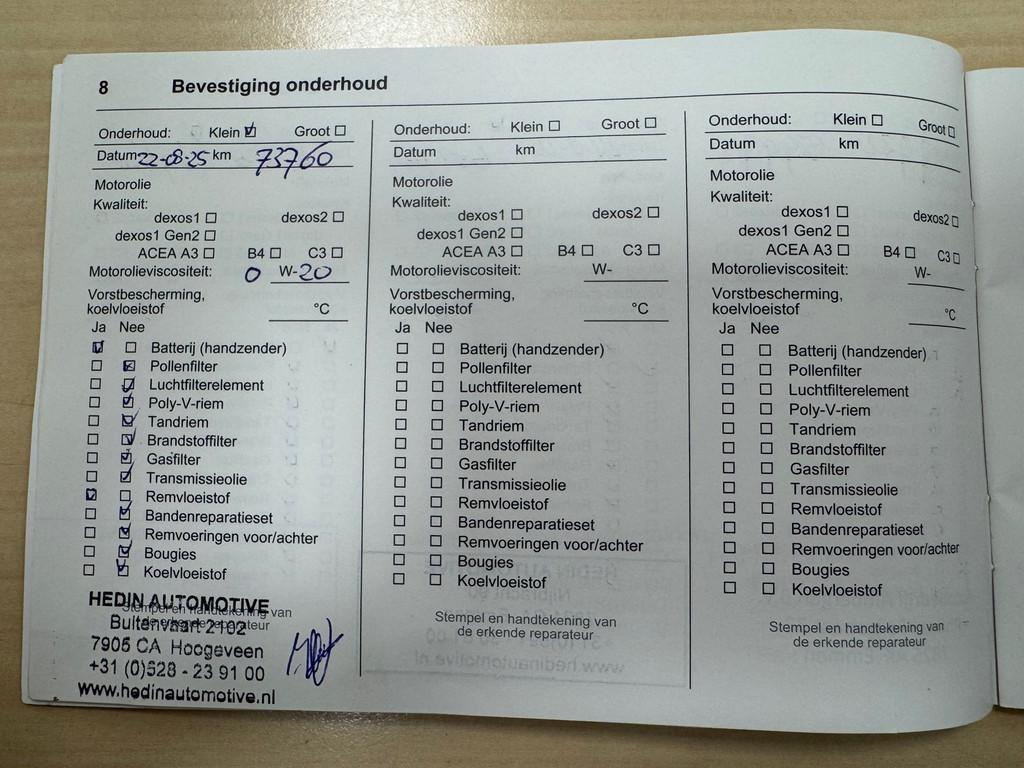 8 Bevestiging onderhoud
Onderhoud: Klein ☑ Groot ☐
Datum 22-08-25 km 73760
Motorolie
Kwaliteit:
dexos1 ☐ dexos2 ☐
dexos1 Gen2 ☐
ACEA A3 ☐ B4 ☐ C3 ☐
Motorolieviscositeit: 0 W-20
Vorstbescherming,
koelvloeistof °C
Ja Nee
☑ ☐ Batterij (handzender)
☐ ☑ Pollenfilter
☐ ☑ Luchtfilterelement
☐ ☑ Poly-V-riem
☐ ☑ Tandriem
☐ ☑ Brandstoffilter
☐ ☑ Gasfilter
☐ ☑ Transmissieolie
☑ ☐ Remvloeistof
☐ ☑ Bandenreparatieset
☐ ☑ Remvoeringen voor/achter
☐ ☑ Bougies
☐ ☑ Koelvloeistof
Stempel en handtekening van
de erkende reparateur
HEDIN AUTOMOTIVE
Buitenvaart 2102
7905 CA Hoogeveen
+31 (0)528 - 23 91 00
www.hedinautomotive.nl
Onderhoud: Klein ☐ Groot ☐
Datum km
Motorolie
Kwaliteit:
dexos1 ☐ dexos2 ☐
dexos1 Gen2 ☐
ACEA A3 ☐ B4 ☐ C3 ☐
Motorolieviscositeit: W-
Vorstbescherming,
koelvloeistof °C
Ja Nee
☐ ☐ Batterij (handzender)
☐ ☐ Pollenfilter
☐ ☐ Luchtfilterelement
☐ ☐ Poly-V-riem
☐ ☐ Tandriem
☐ ☐ Brandstoffilter
☐ ☐ Gasfilter
☐ ☐ Transmissieolie
☐ ☐ Remvloeistof
☐ ☐ Bandenreparatieset
☐ ☐ Remvoeringen voor/achter
☐ ☐ Bougies
☐ ☐ Koelvloeistof
Stempel en handtekening van
de erkende reparateur
Onderhoud: Klein ☐ Groot ☐
Datum km
Motorolie
Kwaliteit:
dexos1 ☐ dexos2 ☐
dexos1 Gen2 ☐
ACEA A3 ☐ B4 ☐ C3 ☐
Motorolieviscositeit: W-
Vorstbescherming,
koelvloeistof °C
Ja Nee
☐ ☐ Batterij (handzender)
☐ ☐ Pollenfilter
☐ ☐ Luchtfilterelement
☐ ☐ Poly-V-riem
☐ ☐ Tandriem
☐ ☐ Brandstoffilter
☐ ☐ Gasfilter
☐ ☐ Transmissieolie
☐ ☐ Remvloeistof
☐ ☐ Bandenreparatieset
☐ ☐ Remvoeringen voor/achter
☐ ☐ Bougies
☐ ☐ Koelvloeistof
Stempel en handtekening van
de erkende reparateur